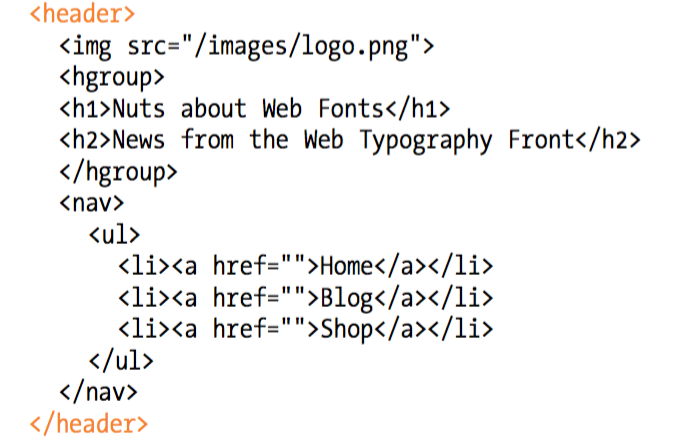 <header>
<img src="/images/logo.png">
<hgroup>
<h1>Nuts about Web Fonts</h1>
<h2>News from the Web Typography Front</h2>
</hgroup>
<nav>
<ul>
<li><a href="">Home</a></li>
<li><a href="">Blog</a></li>
<li><a href="">Shop</a></li>
</ul>
</nav>
</header>